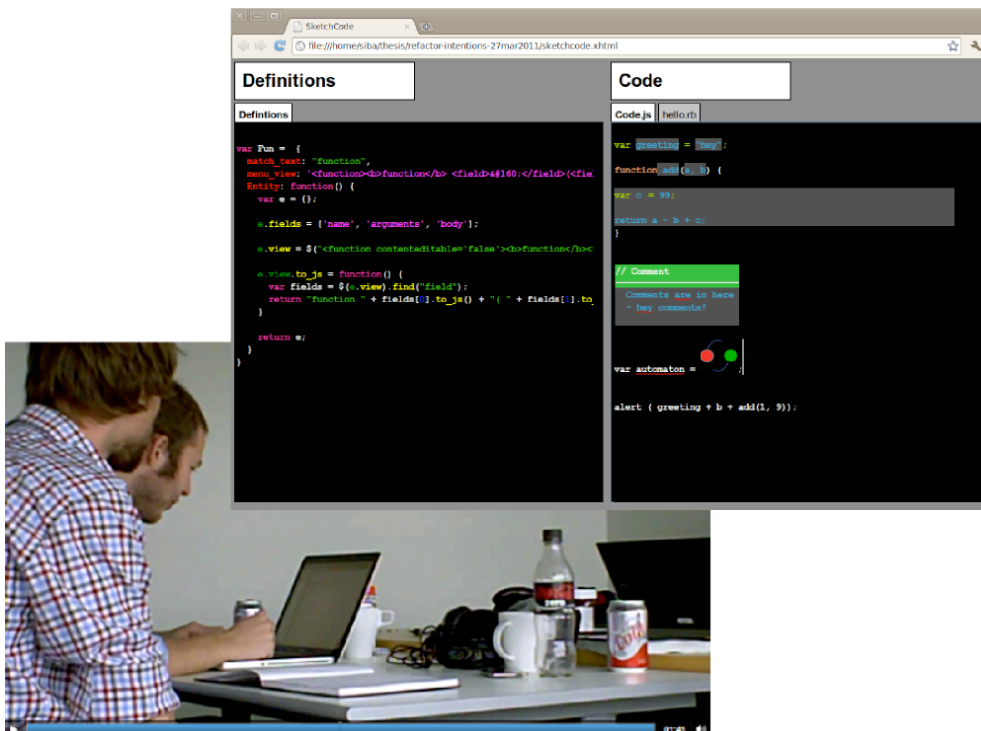 SketchCode
file:///home/siba/thesis/refactor-intentions-27mar2011/sketchcode.xhtml
Definitions
Defintions
var Fun = {
match_text: "function",
menu_view: '<function><b>function</b> <field>&#160;</field>(<fie
Entity: function() {
var e = {};
e.fields = ['name', 'arguments', 'body'];
e.view = $("<function contenteditable='false'><b>function</b><
e.view.to_js = function() {
var fields = $(e.view).find("field");
return "function " + fields[0].to_js() + "( " + fields[1].to_
}
return e;
}
}
Code
Code.js hello.rb
var greeting = "hey";
function add(a, b) {
var c = 99;
return a - b + c;
}
// Comment
Comments are in here
- hey comments!
var automaton = ;
alert ( greeting + b + add(1, 9));